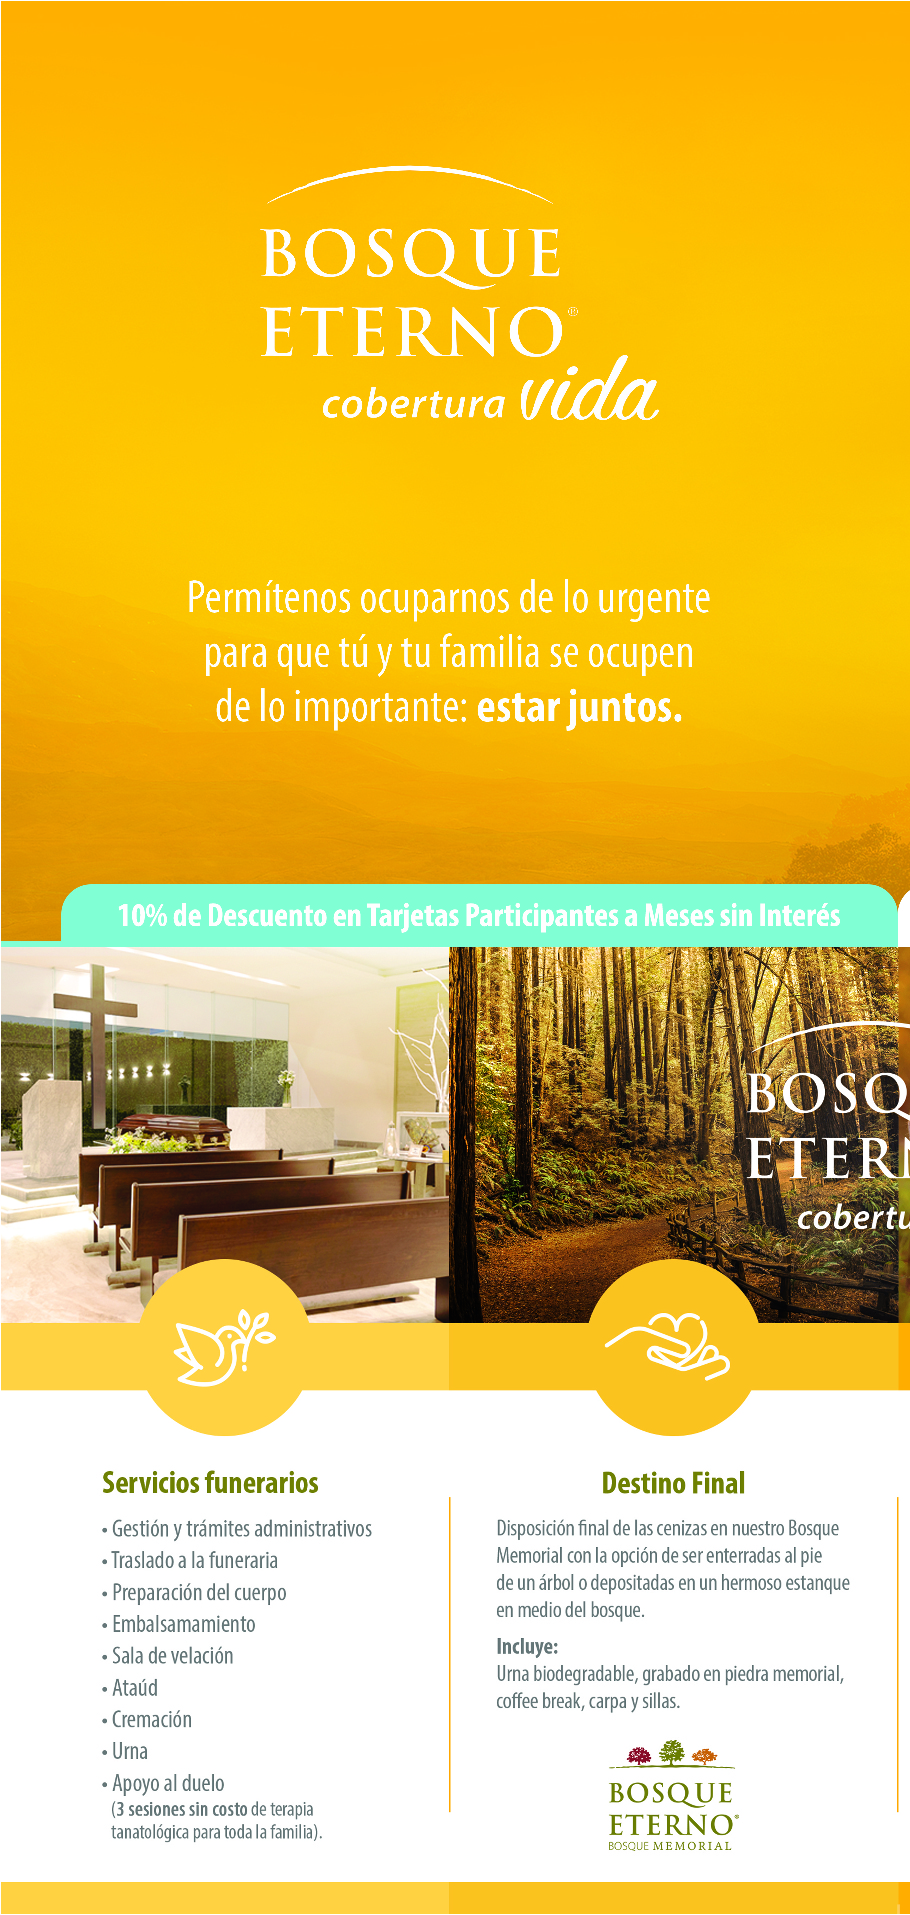 BOSQUE
ETERNO®
cobertura vida
Permítenos ocuparnos de lo urgente
para que tú y tu familia se ocupen
de lo importante: estar juntos.
10% de Descuento en Tarjetas Participantes a Meses sin Interés
BOSQ
ETERN
cobertu
Servicios funerarios
• Gestión y trámites administrativos
• Traslado a la funeraria
• Preparación del cuerpo
• Embalsamamiento
• Sala de velación
• Ataúd
• Cremación
• Urna
• Apoyo al duelo
(3 sesiones sin costo de terapia
tanatológica para toda la familia).
Destino Final
Disposición final de las cenizas en nuestro Bosque
Memorial con la opción de ser enterradas al pie
de un árbol o depositadas en un hermoso estanque
en medio del bosque.
Incluye:
Urna biodegradable, grabado en piedra memorial,
coffee break, carpa y sillas.
BOSQUE
ETERNO®
BOSQUE MEMORIAL